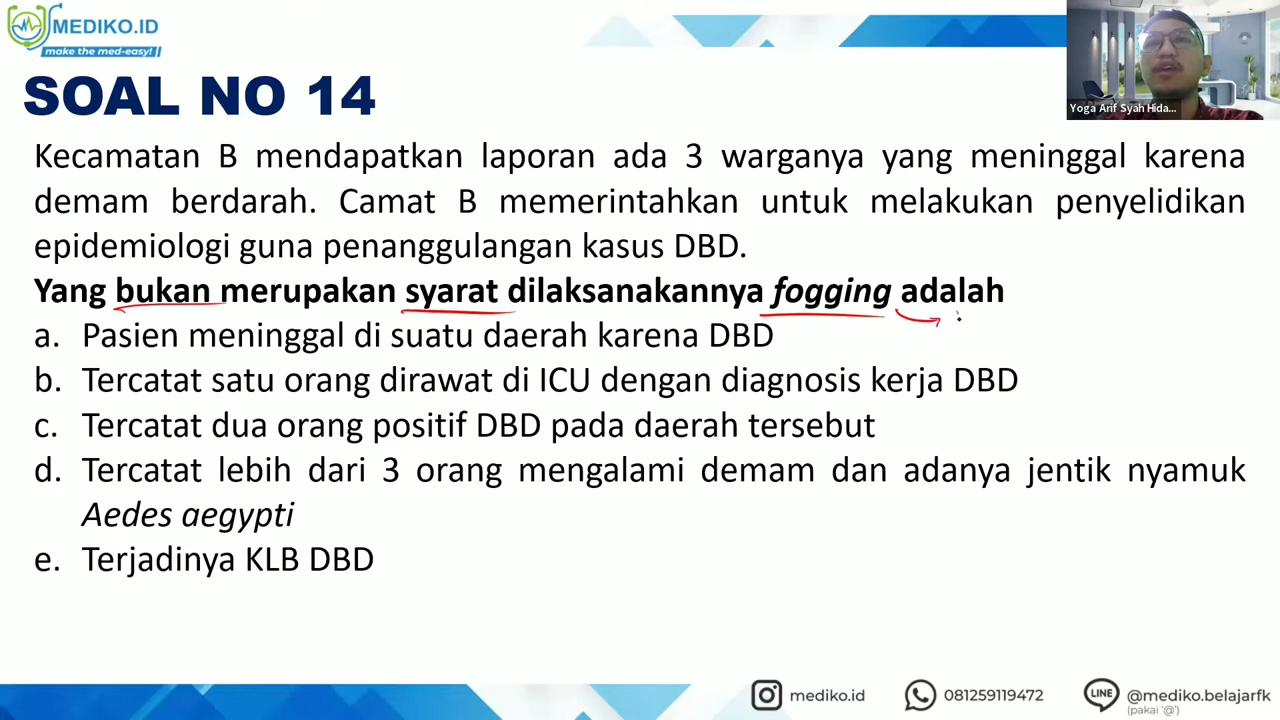 MEDIKO.ID
make the med-easy! |
Yoga Arif Syah Hida...
SOAL NO 14
Kecamatan B mendapatkan laporan ada 3 warganya yang meninggal karena
demam berdarah. Camat B memerintahkan untuk melakukan penyelidikan
epidemiologi guna penanggulangan kasus DBD.
Yang bukan merupakan syarat dilaksanakannya fogging adalah
a. Pasien meninggal di suatu daerah karena DBD
b. Tercatat satu orang dirawat di ICU dengan diagnosis kerja DBD
c. Tercatat dua orang positif DBD pada daerah tersebut
d. Tercatat lebih dari 3 orang mengalami demam dan adanya jentik nyamuk
Aedes aegypti
e. Terjadinya KLB DBD
mediko.id
081259119472
LINE
@mediko.belajarfk
(pakai '@')